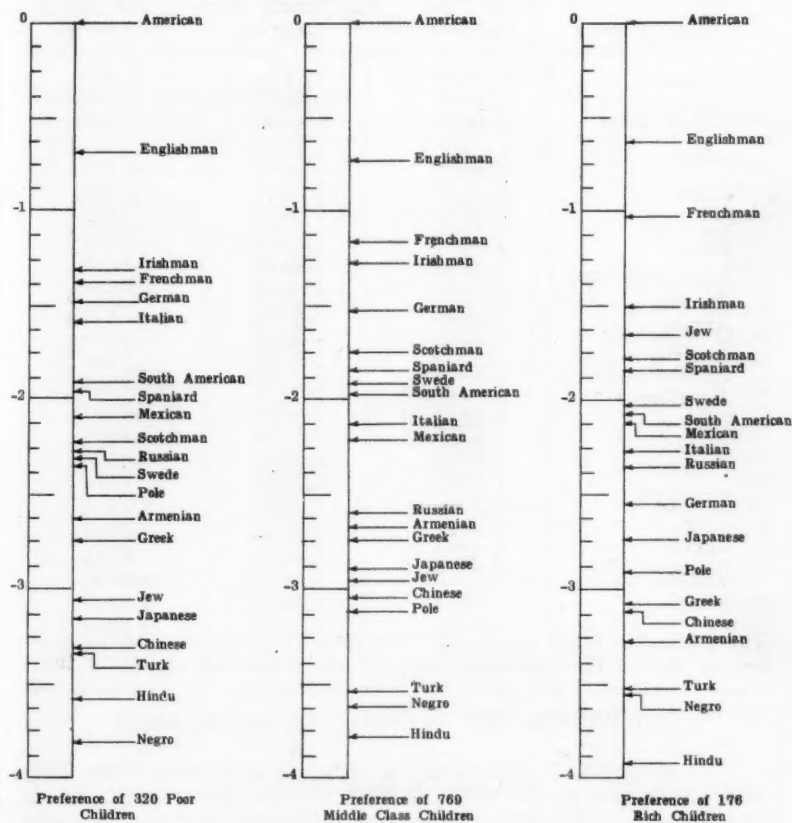 0
American
Englishman
-1
Irishman
Frenchman
German
Italian
South American
-2
Spaniard
Mexican
Scotchman
Russian
Swede
Pole
Armenian
Greek
-3
Jew
Japanese
Chinese
Turk
Hindu
Negro
-4
Preference of 320 Poor
Children
0
American
Englishman
-1
Frenchman
Irishman
German
Scotchman
Spaniard
Swede
South American
-2
Italian
Mexican
Russian
Armenian
Greek
Japanese
Jew
-3
Chinese
Pole
Turk
Negro
Hindu
-4
Preference of 769
Middle Class Children
0
American
Englishman
-1
Frenchman
Irishman
Jew
Scotchman
Spaniard
-2
Swede
South American
Mexican
Italian
Russian
German
Japanese
Pole
-3
Greek
Chinese
Armenian
Turk
Negro
Hindu
-4
Preference of 176
Rich Children